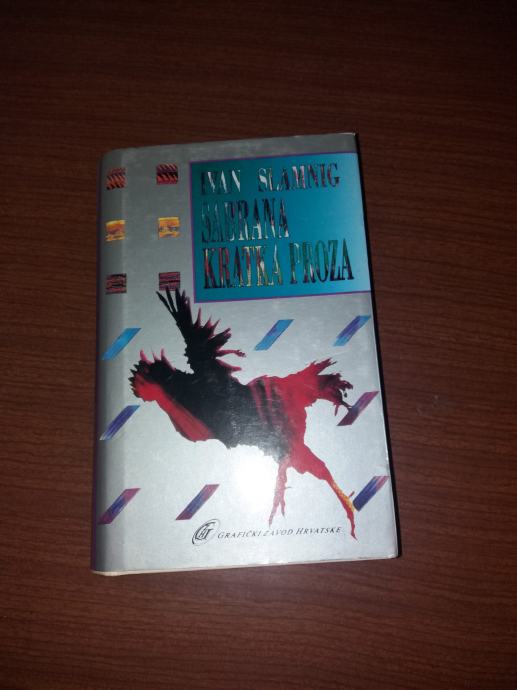 IVAN SLAMNIG
SABRANA
KRATKA PROZA
GRAFIČKI ZAVOD HRVATSKE